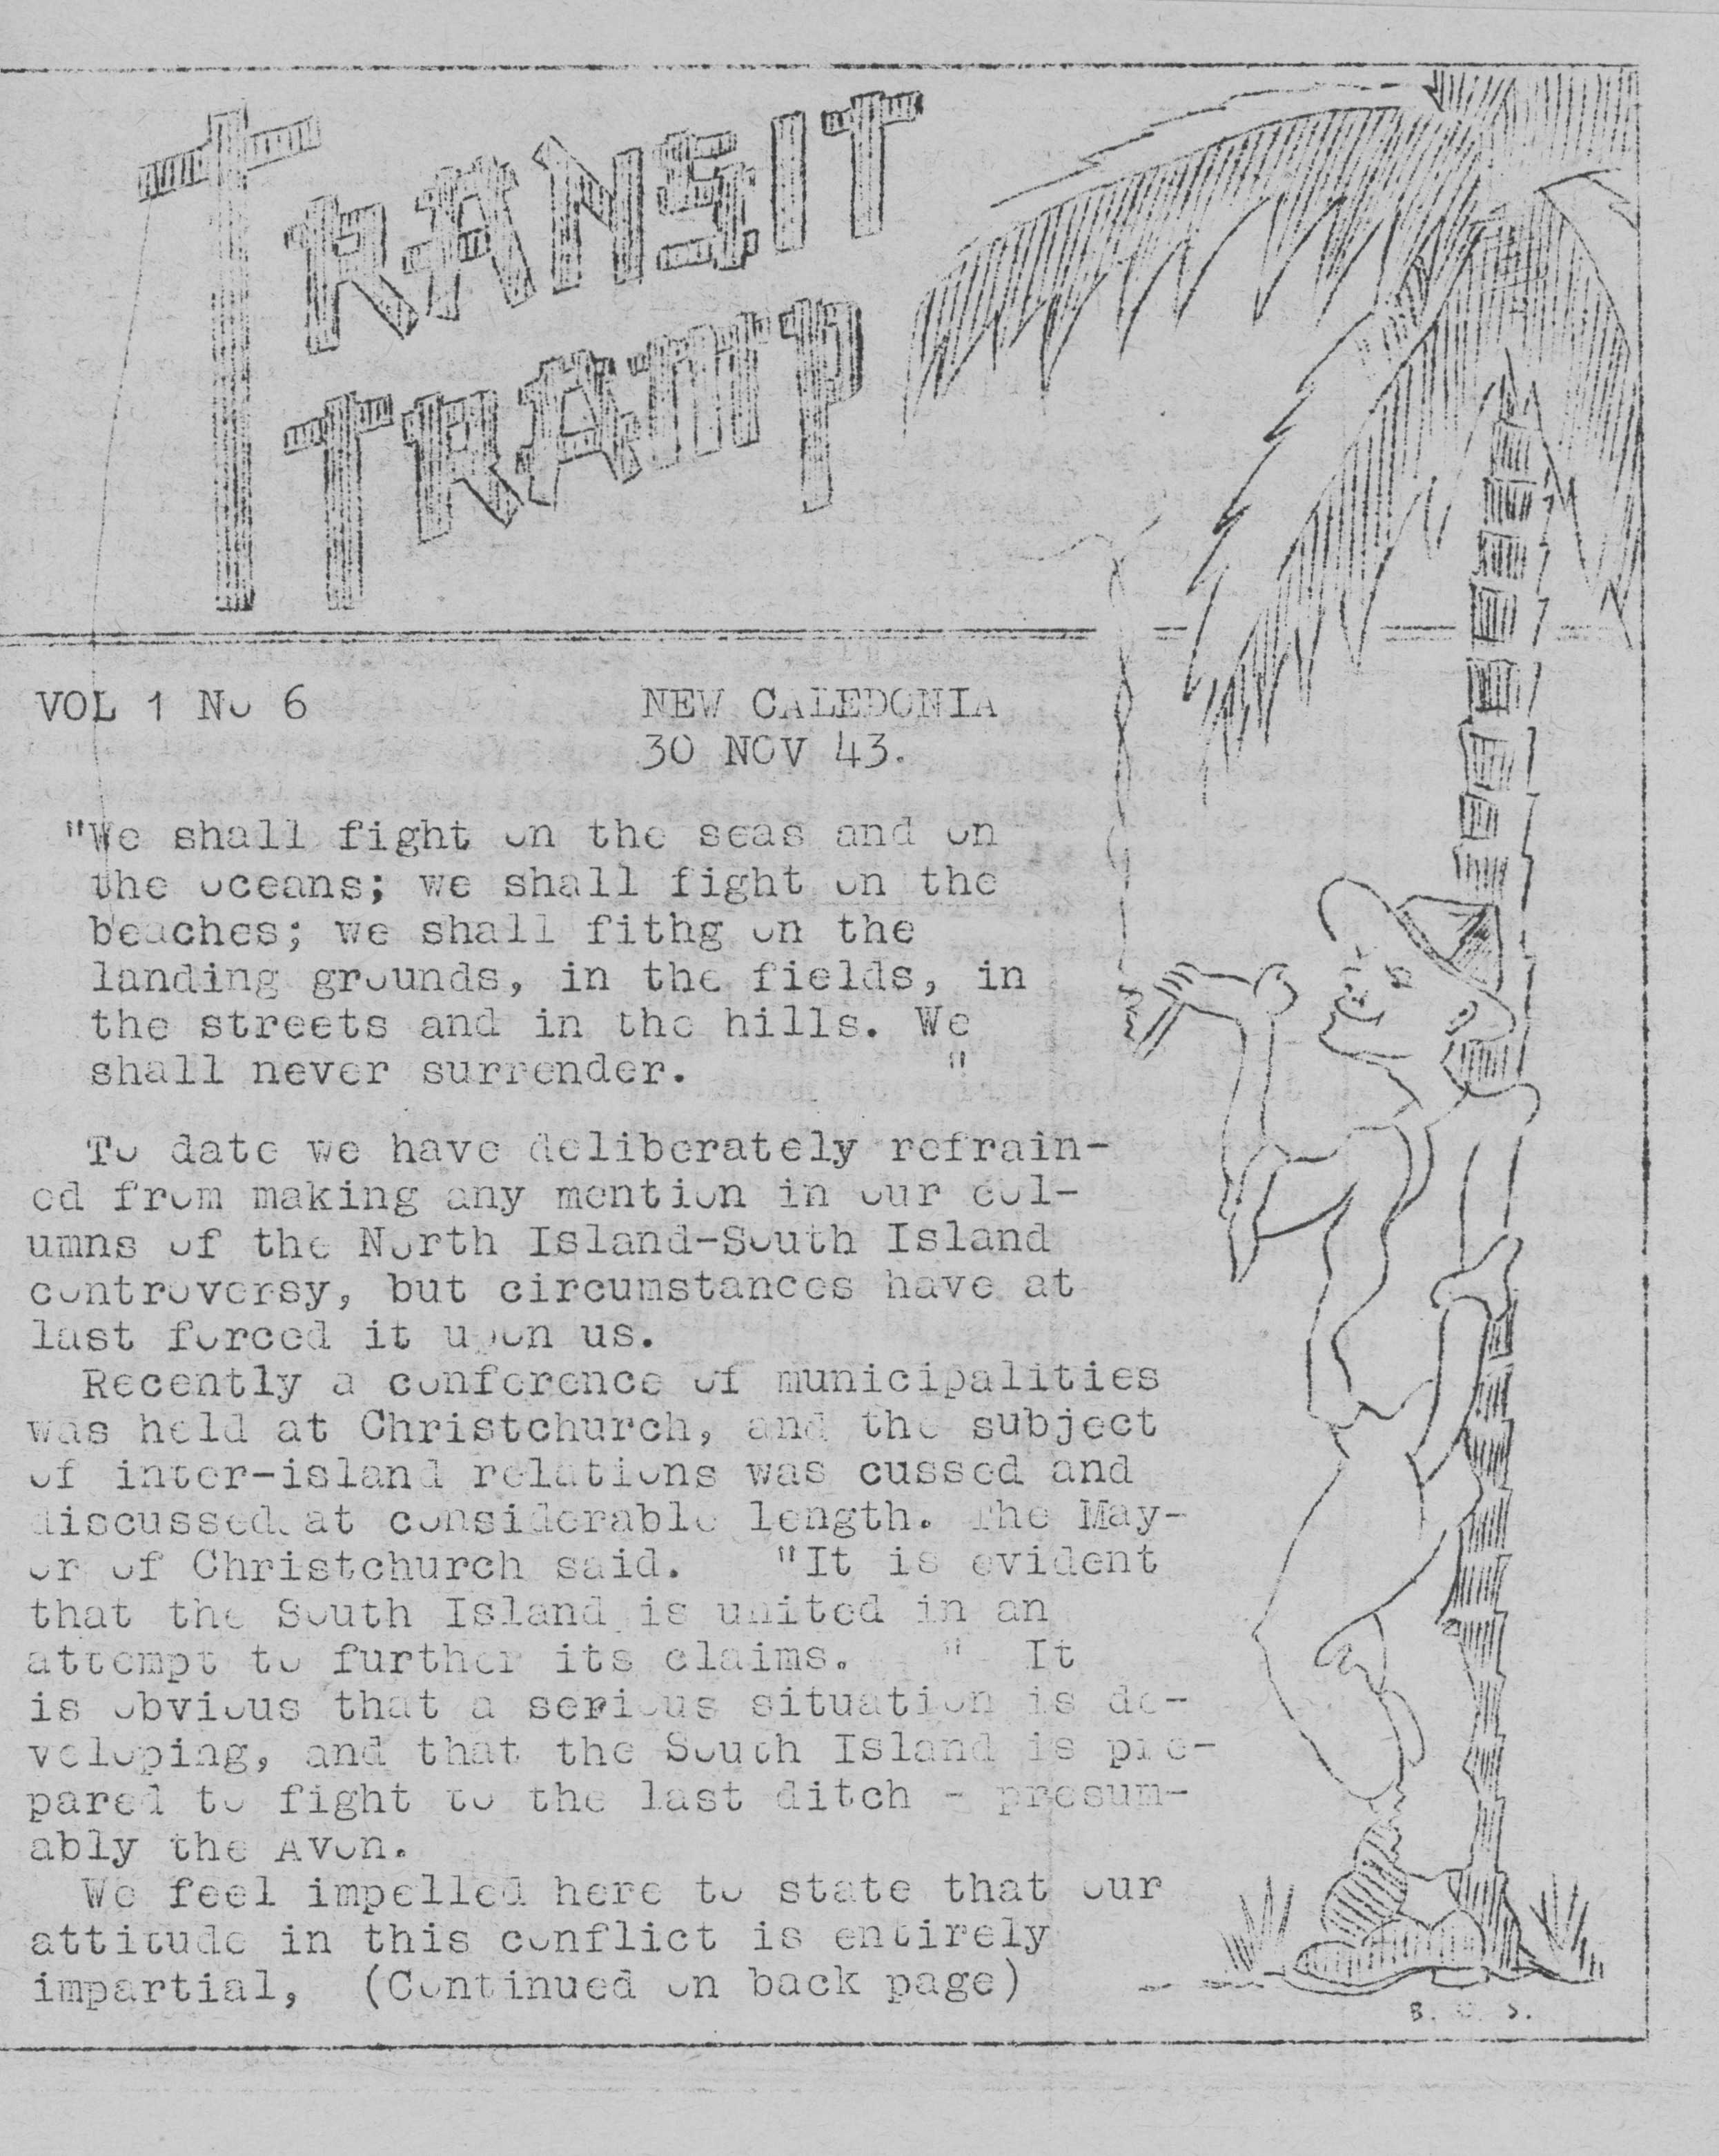 TRANSIT
TRAMP
VOL 1 No 6
NEW CALEDONIA
30 NOV 43.
"We shall fight on the seas and on
the oceans; we shall fight on the
beaches; we shall fithg on the
landing grounds, in the fields, in
the streets and in the hills. We
shall never surrender. "
To date we have deliberately refrain-
ed from making any mention in our col-
umns of the North Island-South Island
controversy, but circumstances have at
last forced it upon us.
Recently a conference of municipalities
was held at Christchurch, and the subject
of inter-island relations was cussed and
discussed at considerable length. The May-
or of Christchurch said. "It is evident
that the South Island is united in an
attempt to further its claims. " It
is obvious that a serious situation is de-
veloping, and that the South Island is pre-
pared to fight to the last ditch - presum-
ably the Avon.
We feel impelled here to state that our
attitude in this conflict is entirely
impartial, (Continued on back page)